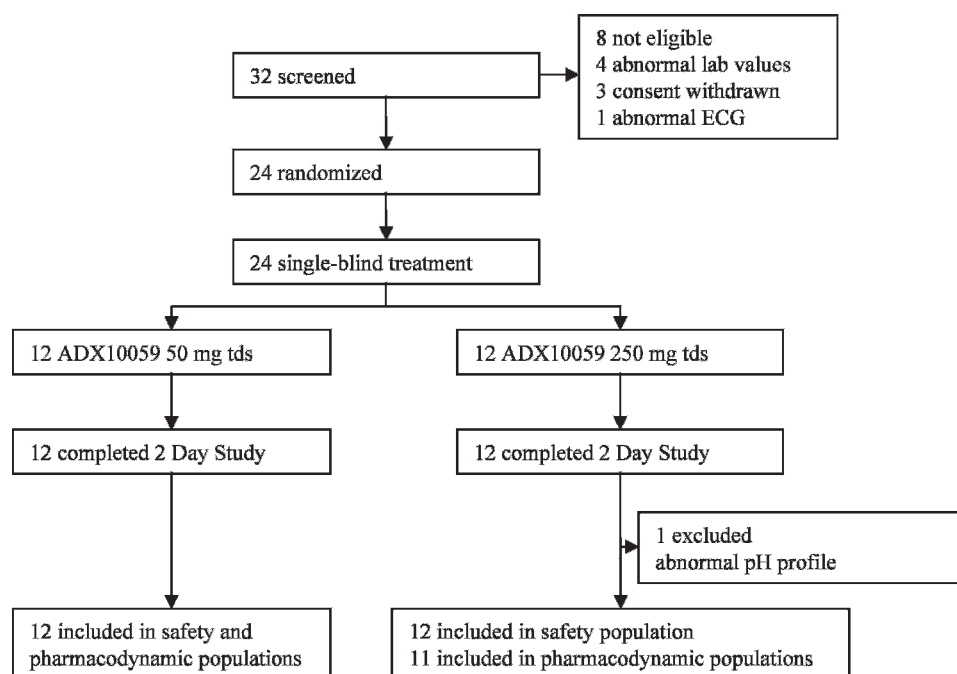 32 screened
8 not eligible
4 abnormal lab values
3 consent withdrawn
1 abnormal ECG
24 randomized
24 single-blind treatment
12 ADX10059 50 mg tds
12 ADX10059 250 mg tds
12 completed 2 Day Study
12 completed 2 Day Study
1 excluded
abnormal pH profile
12 included in safety and
pharmacodynamic populations
12 included in safety population
11 included in pharmacodynamic populations